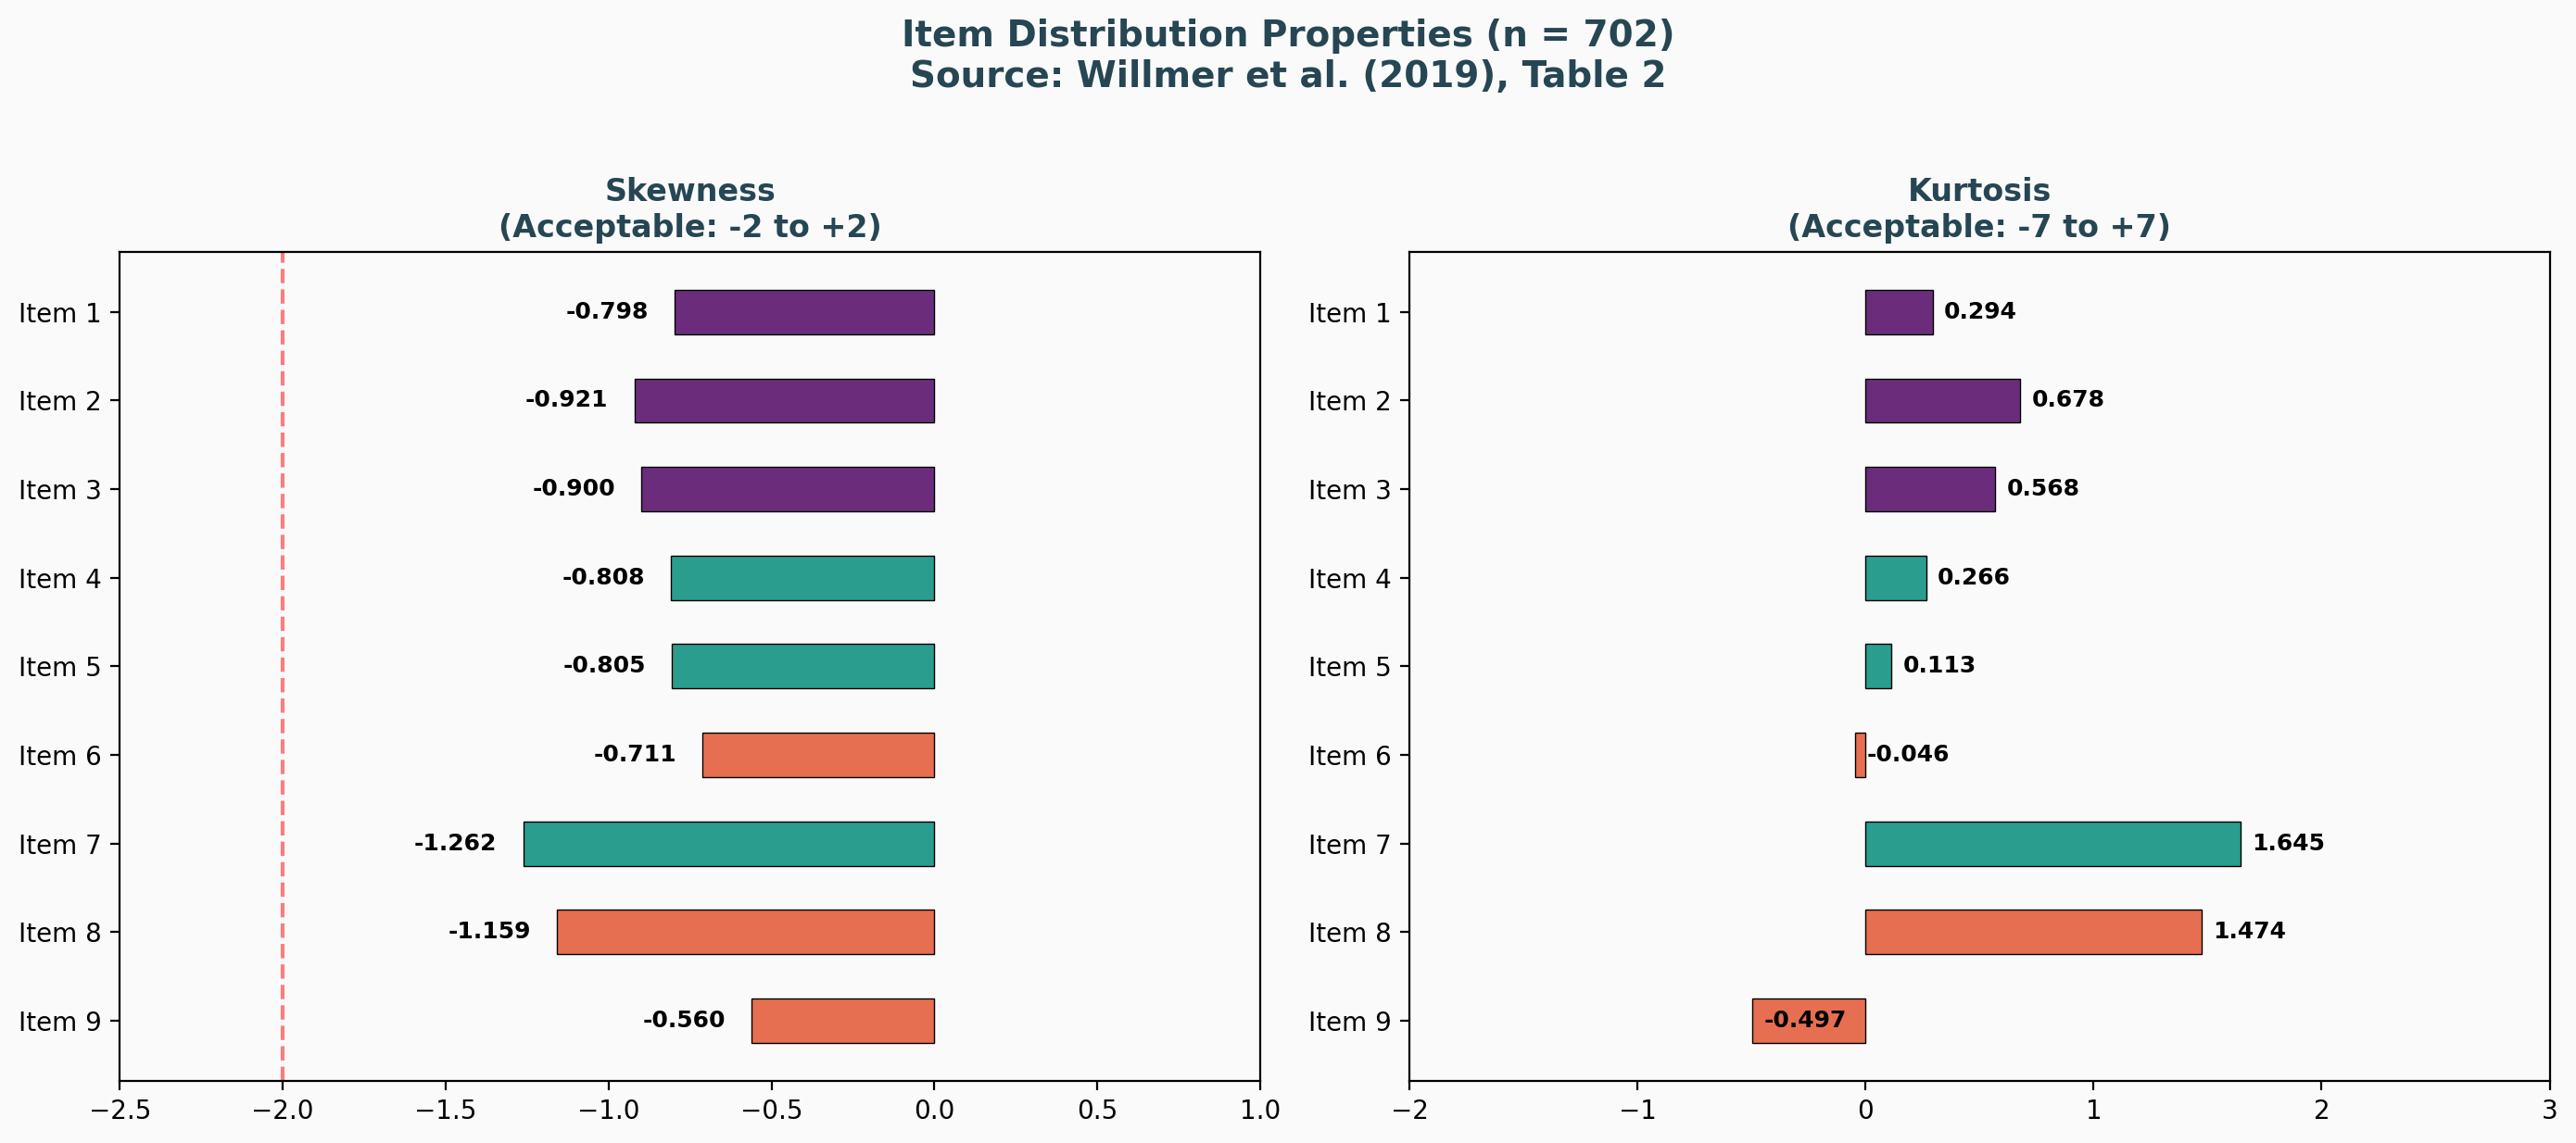 Item Distribution Properties (n = 702)
Source: Willmer et al. (2019), Table 2
Skewness
(Acceptable: -2 to +2)
Item 1 -0.798
Item 2 -0.921
Item 3 -0.900
Item 4 -0.808
Item 5 -0.805
Item 6 -0.711
Item 7 -1.262
Item 8 -1.159
Item 9 -0.560
−2.5 −2.0 −1.5 −1.0 −0.5 0.0 0.5 1.0
Kurtosis
(Acceptable: -7 to +7)
Item 1 0.294
Item 2 0.678
Item 3 0.568
Item 4 0.266
Item 5 0.113
Item 6 -0.046
Item 7 1.645
Item 8 1.474
Item 9 -0.497
−2 −1 0 1 2 3